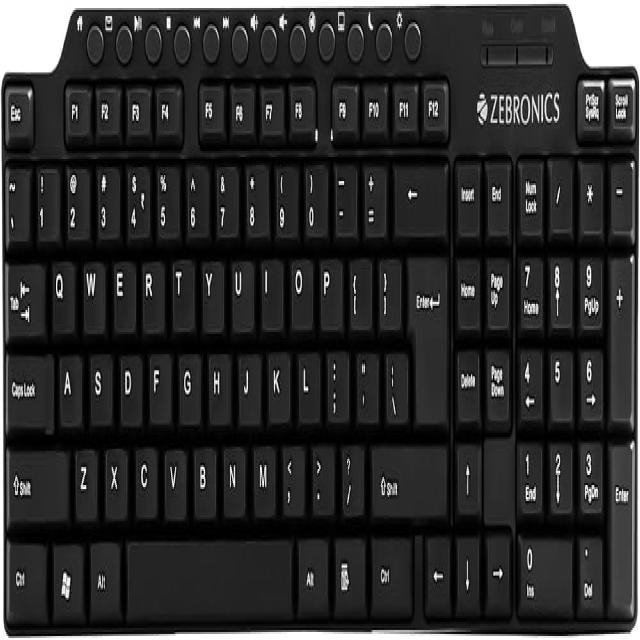 ZEBRONICS
Esc F1 F2 F3 F4 F5 F6 F7 F8 F9 F10 F11 F12 PrtScr SysRq Scroll Lock
~ ! @ # $ % ^ & * ( ) _ +
` 1 2 3 4 ₹ 5 6 7 8 9 0 - = ← Insert End Num Lock / * -
Tab Q W E R T Y U I O P { [ } ] Enter Home Page Up 7 Home 8 ↑ 9 PgUp +
Caps Lock A S D F G H J K L : ; " ' | \ Delete Page Down 4 ← 5 6 →
⇧ Shift Z X C V B N M < , > . ? / ⇧ Shift ↑ 1 End 2 ↓ 3 PgDn Enter
Ctrl Alt Alt Ctrl ← ↓ → 0 Ins . Del